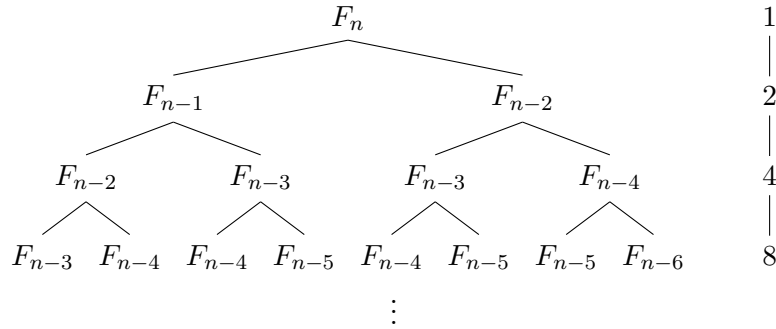 F_n 1
F_{n-1} F_{n-2} 2
F_{n-2} F_{n-3} F_{n-3} F_{n-4} 4
F_{n-3} F_{n-4} F_{n-4} F_{n-5} F_{n-4} F_{n-5} F_{n-5} F_{n-6} 8
⋮